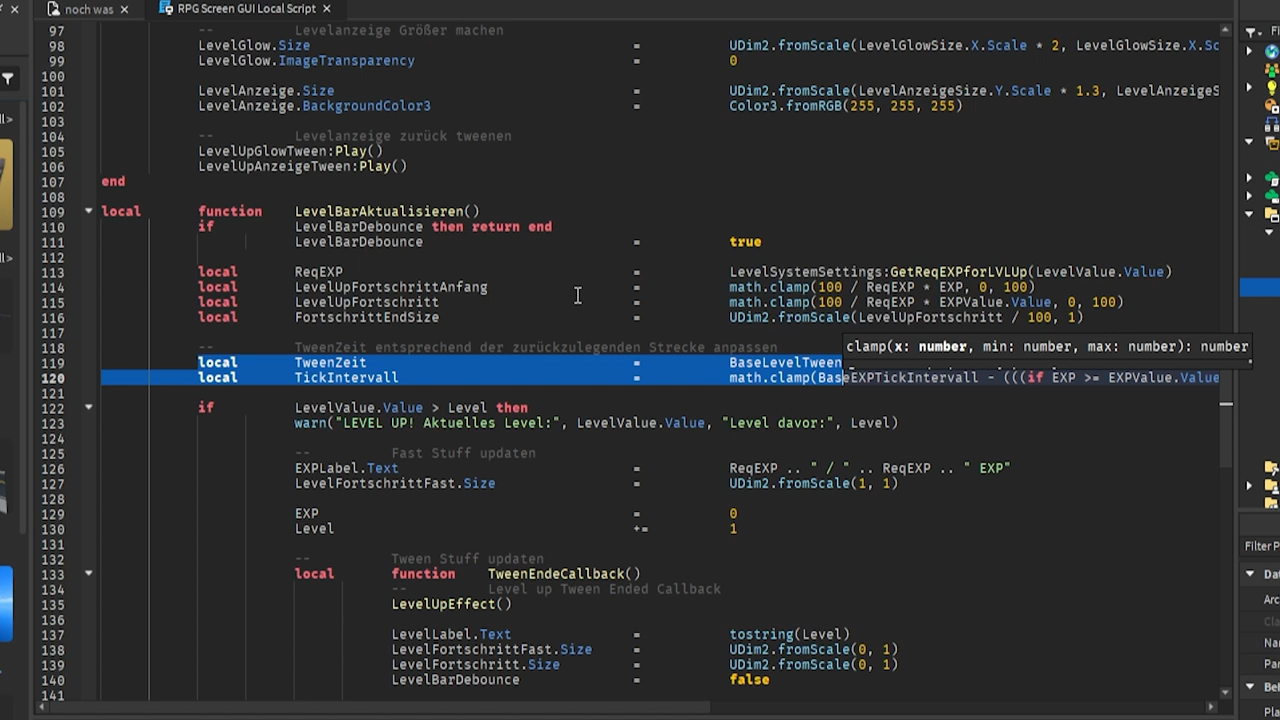 noch was
RPG Screen GUI Local Script
97 -- Levelanzeige Größer machen
98 LevelGlow.Size = UDim2.fromScale(LevelGlowSize.X.Scale * 2, LevelGlowSize.X.Sc
99 LevelGlow.ImageTransparency = 0
100
101 LevelAnzeige.Size = UDim2.fromScale(LevelAnzeigeSize.Y.Scale * 1.3, LevelAnzeigeS
102 LevelAnzeige.BackgroundColor3 = Color3.fromRGB(255, 255, 255)
103
104 -- Levelanzeige zurück tweenen
105 LevelUpGlowTween:Play()
106 LevelUpAnzeigeTween:Play()
107 end
108
109 local function LevelBarAktualisieren()
110 if LevelBarDebounce then return end
111 LevelBarDebounce = true
112
113 local ReqEXP = LevelSystemSettings:GetReqEXPforLVLUp(LevelValue.Value)
114 local LevelUpFortschrittAnfang = math.clamp(100 / ReqEXP * EXP, 0, 100)
115 local LevelUpFortschritt = math.clamp(100 / ReqEXP * EXPValue.Value, 0, 100)
116 local FortschrittEndSize = UDim2.fromScale(LevelUpFortschritt / 100, 1)
117
118 -- TweenZeit entsprechend der zurückzulegenden Strecke anpassen
clamp(x: number, min: number, max: number): number
119 local TweenZeit = BaseLevelTween
120 local TickIntervall = math.clamp(BaseEXPTickIntervall - (((if EXP >= EXPValue.Value
121
122 if LevelValue.Value > Level then
123 warn("LEVEL UP! Aktuelles Level:", LevelValue.Value, "Level davor:", Level)
124
125 -- Fast Stuff updaten
126 EXPLabel.Text = ReqEXP .. " / " .. ReqEXP .. " EXP"
127 LevelFortschrittFast.Size = UDim2.fromScale(1, 1)
128
129 EXP = 0
130 Level += 1
131
132 -- Tween Stuff updaten
133 local function TweenEndeCallback()
134 -- Level up Tween Ended Callback
135 LevelUpEffect()
136
137 LevelLabel.Text = tostring(Level)
138 LevelFortschrittFast.Size = UDim2.fromScale(0, 1)
139 LevelFortschritt.Size = UDim2.fromScale(0, 1)
140 LevelBarDebounce = false
141
Filter P
Da
Arc
Cla
Na
Par
Be